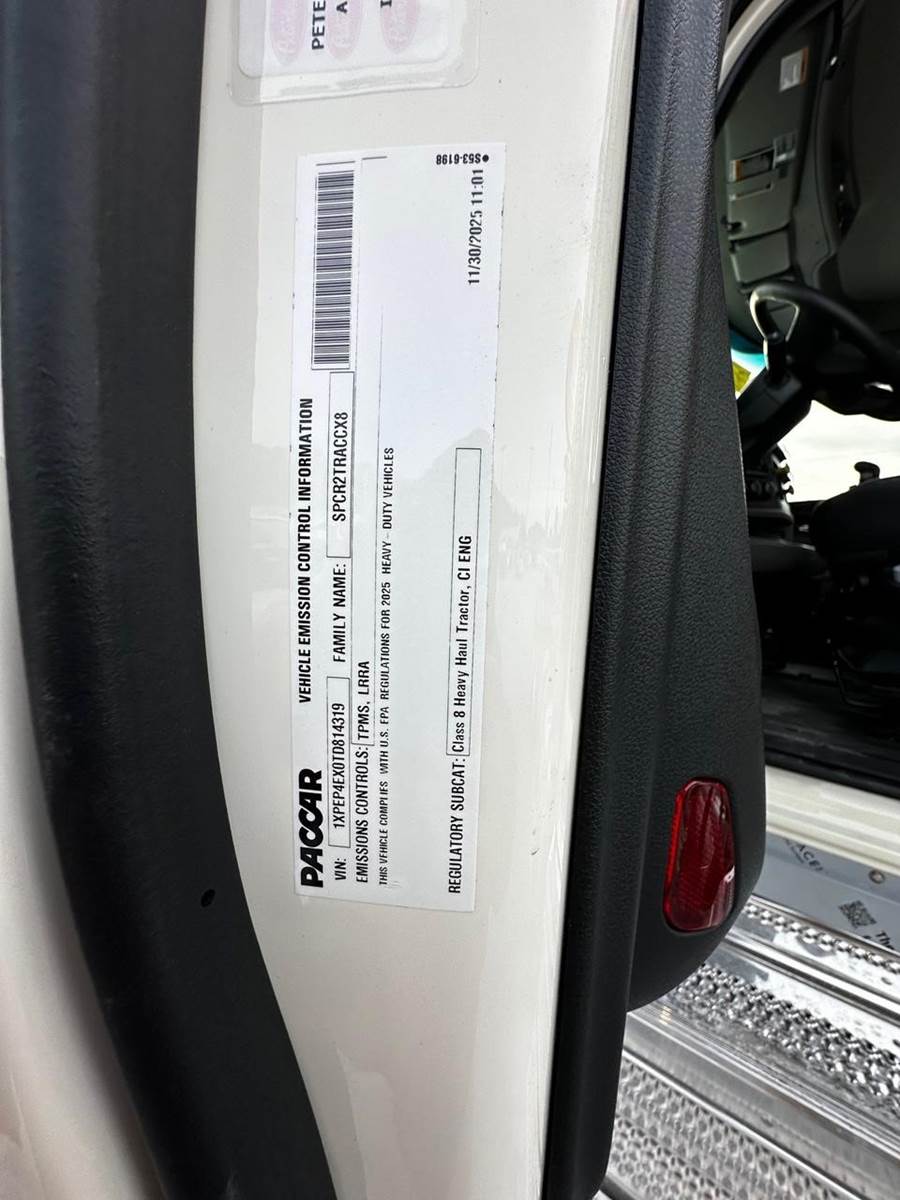 PETE
A
PACCAR
VEHICLE EMISSION CONTROL INFORMATION
VIN: 1XPEP4EX0TD814319 FAMILY NAME: SPCR2TRACCX8
EMISSIONS CONTROLS: TPMS, LRRA
THIS VEHICLE COMPLIES WITH U.S. EPA REGULATIONS FOR 2025 HEAVY - DUTY VEHICLES
REGULATORY SUBCAT: Class 8 Heavy Haul Tractor, CI ENG
11/30/2025 11:01
●S53-6198